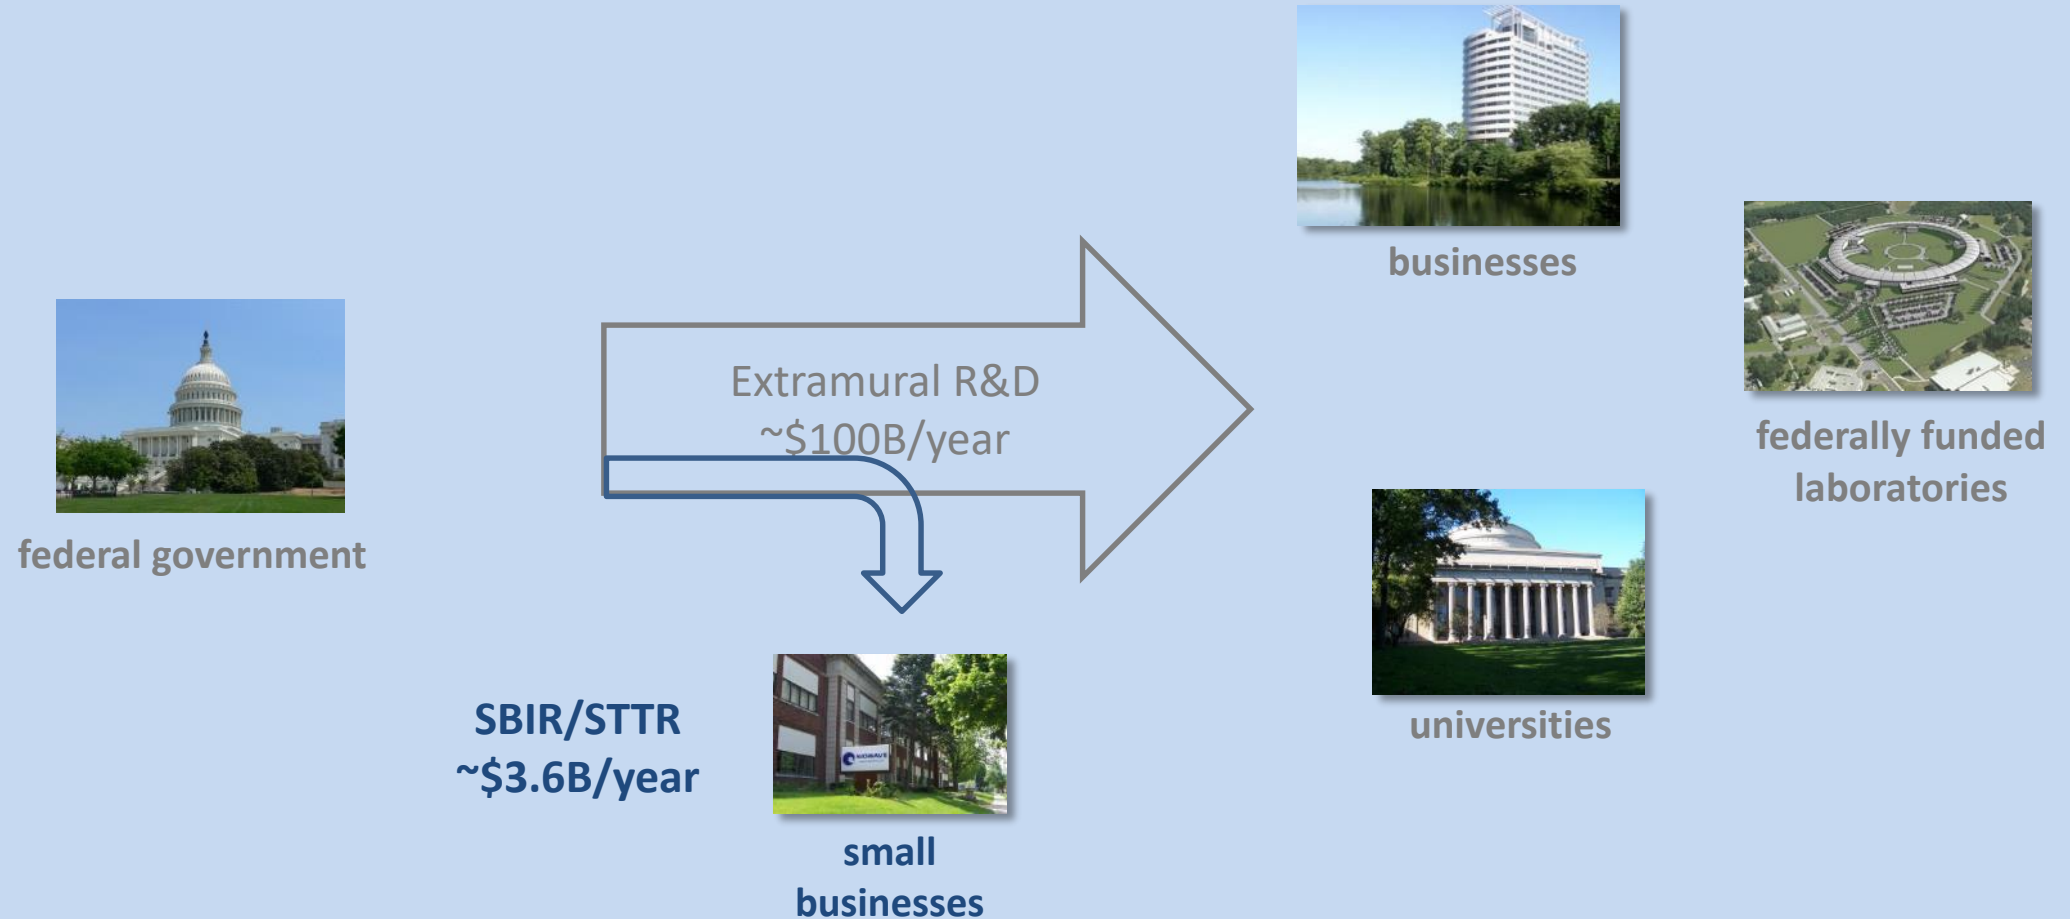 businesses
Extramural R&D
~$100B/year
federal government
federally funded
laboratories
universities
SBIR/STTR
~$3.6B/year
small
businesses